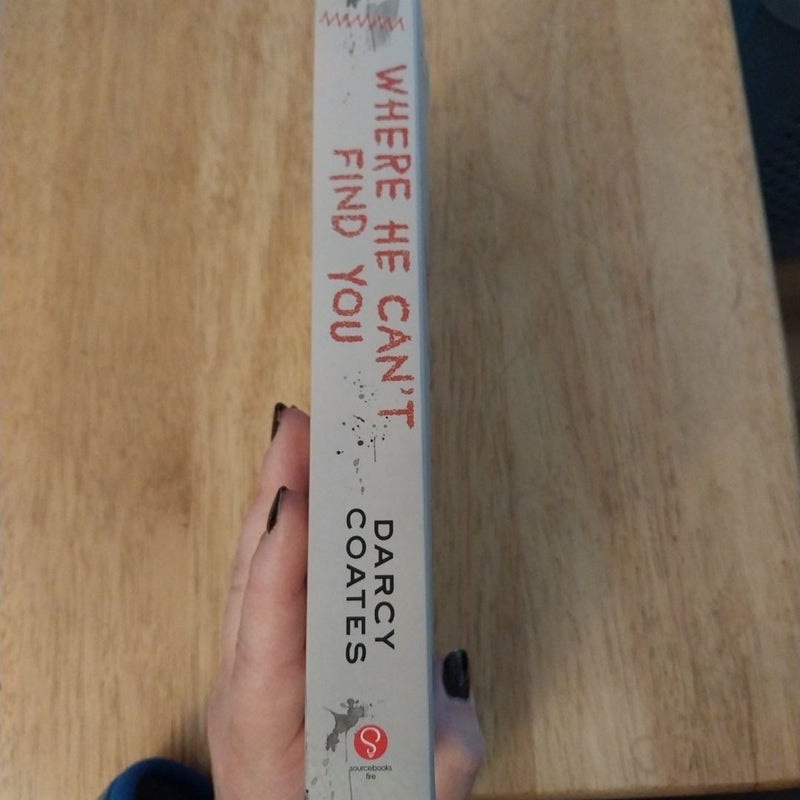 WHERE HE CAN'T
FIND YOU
DARCY
COATES
sourcebooks
fire